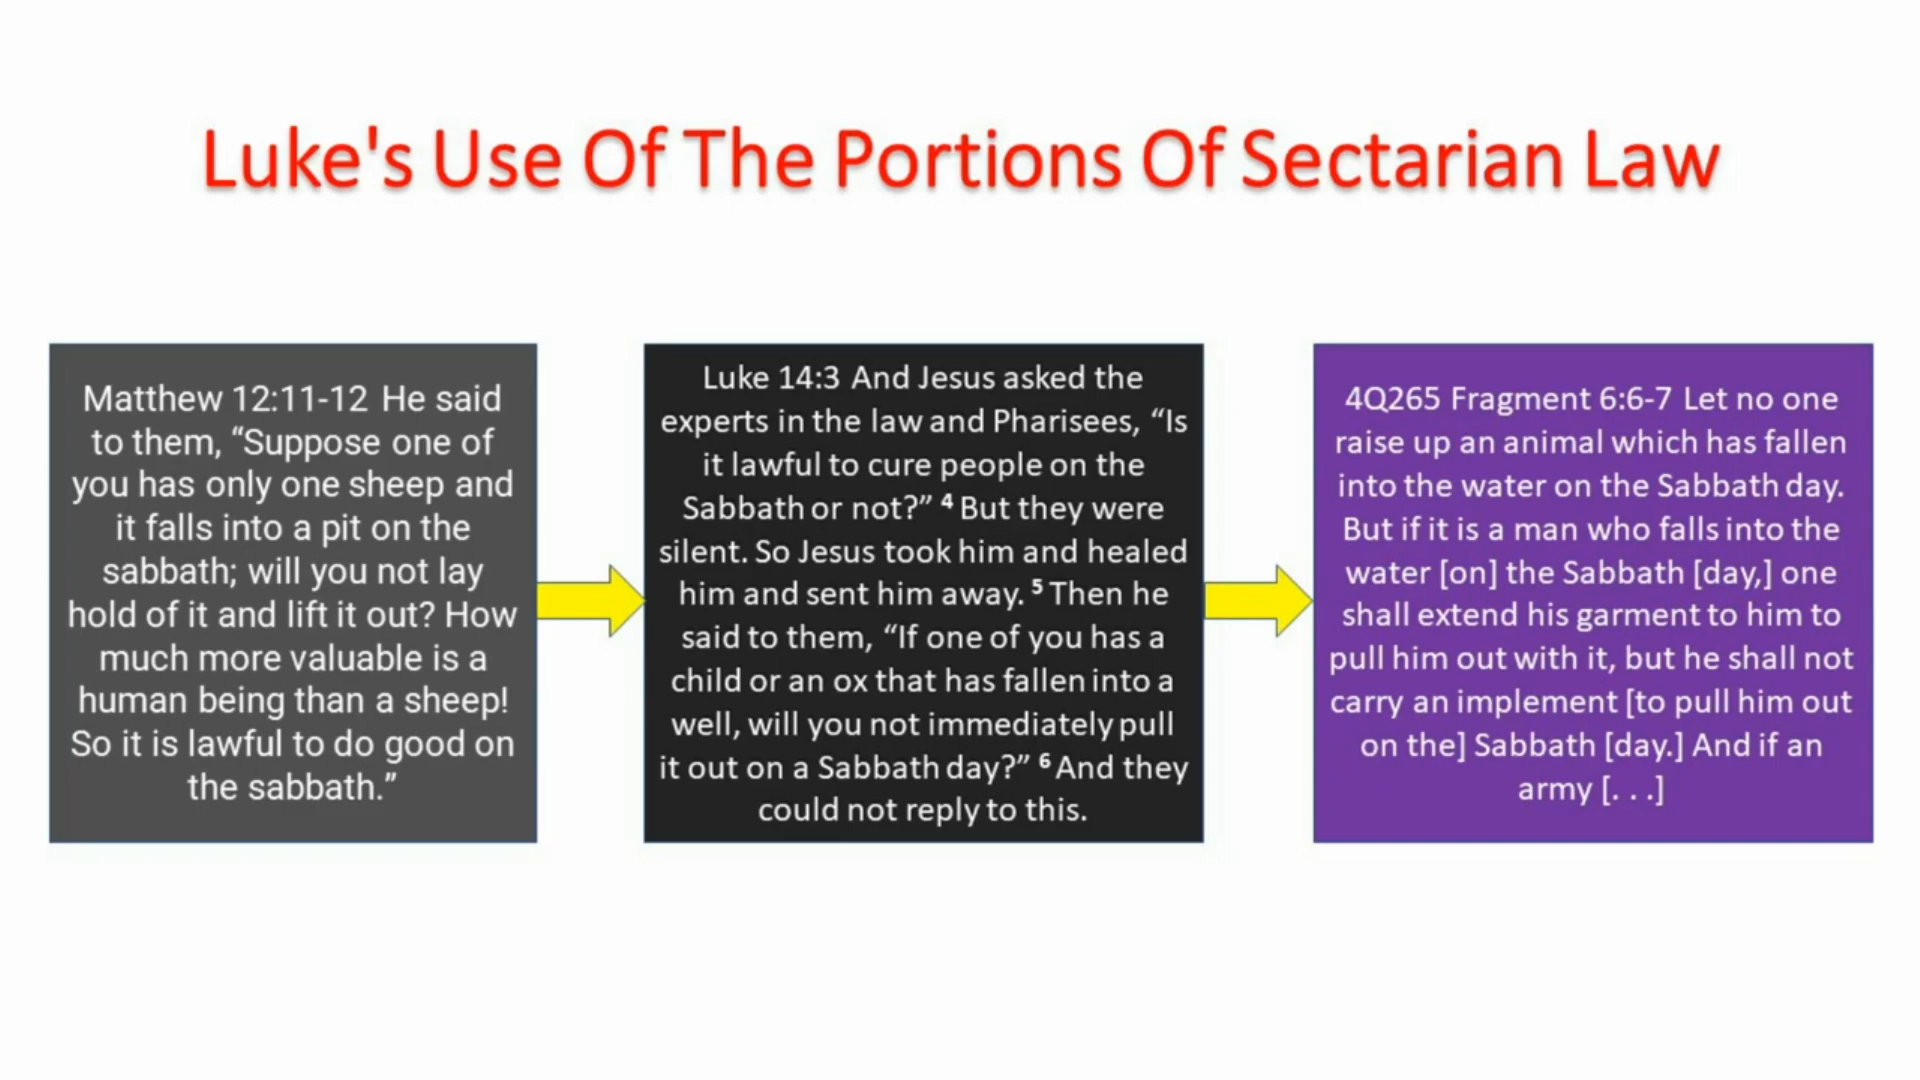 Luke's Use Of The Portions Of Sectarian Law
Matthew 12:11-12 He said
to them, “Suppose one of
you has only one sheep and
it falls into a pit on the
sabbath; will you not lay
hold of it and lift it out? How
much more valuable is a
human being than a sheep!
So it is lawful to do good on
the sabbath.”
Luke 14:3 And Jesus asked the
experts in the law and Pharisees, “Is
it lawful to cure people on the
Sabbath or not?” ⁴ But they were
silent. So Jesus took him and healed
him and sent him away. ⁵ Then he
said to them, “If one of you has a
child or an ox that has fallen into a
well, will you not immediately pull
it out on a Sabbath day?” ⁶ And they
could not reply to this.
4Q265 Fragment 6:6-7 Let no one
raise up an animal which has fallen
into the water on the Sabbath day.
But if it is a man who falls into the
water [on] the Sabbath [day,] one
shall extend his garment to him to
pull him out with it, but he shall not
carry an implement [to pull him out
on the] Sabbath [day.] And if an
army [. . .]